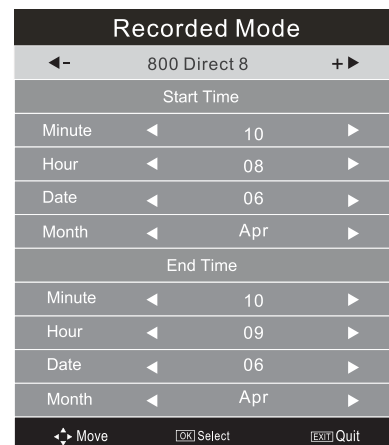 Recorded Mode
- 800 Direct 8 +
Start Time
Minute 10
Hour 08
Date 06
Month Apr
End Time
Minute 10
Hour 09
Date 06
Month Apr
Move OK Select EXIT Quit